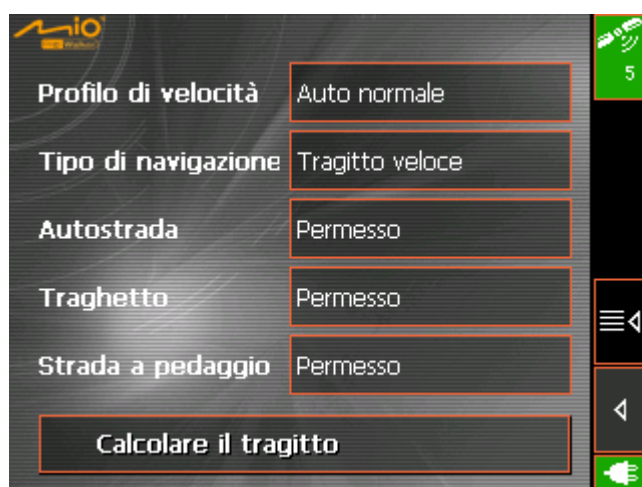 Mio
Profilo di velocità Auto normale
5
Tipo di navigazione Tragitto veloce
Autostrada Permesso
Traghetto Permesso
Strada a pedaggio Permesso
Calcolare il tragitto